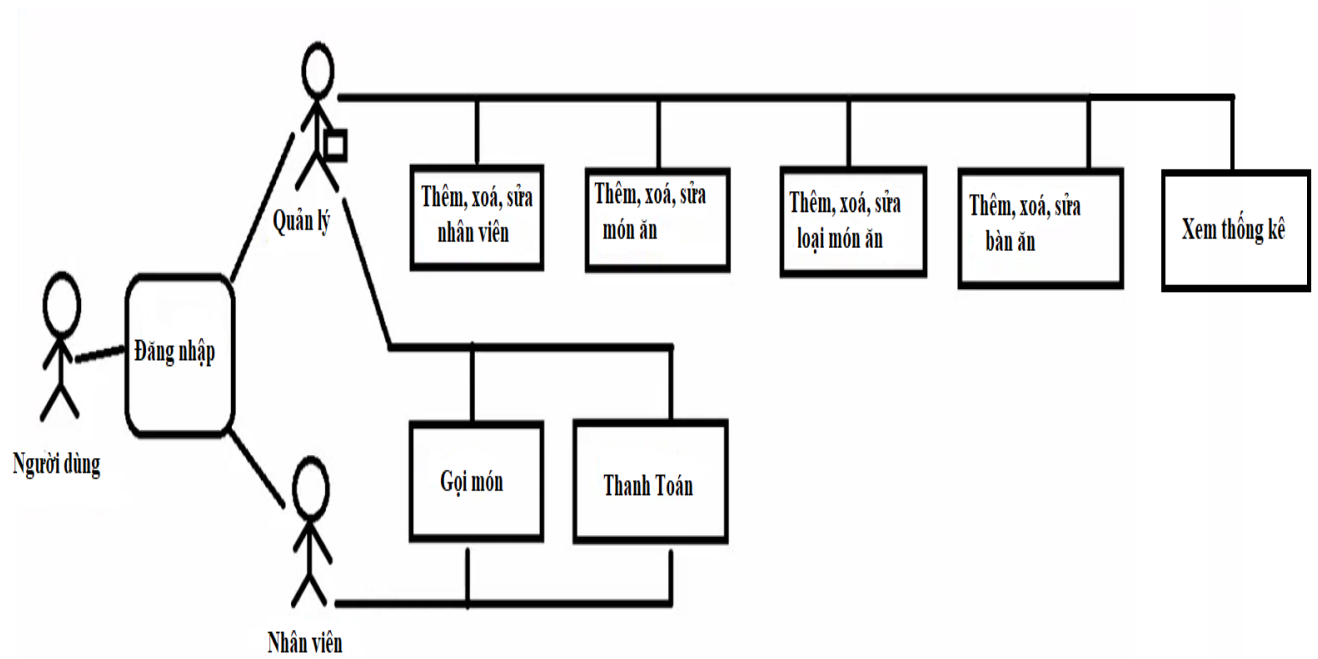 Quản lý
Thêm, xoá, sửa
nhân viên
Thêm, xoá, sửa
món ăn
Thêm, xoá, sửa
loại món ăn
Thêm, xoá, sửa
bàn ăn
Xem thống kê
Đăng nhập
Người dùng
Gọi món
Thanh Toán
Nhân viên